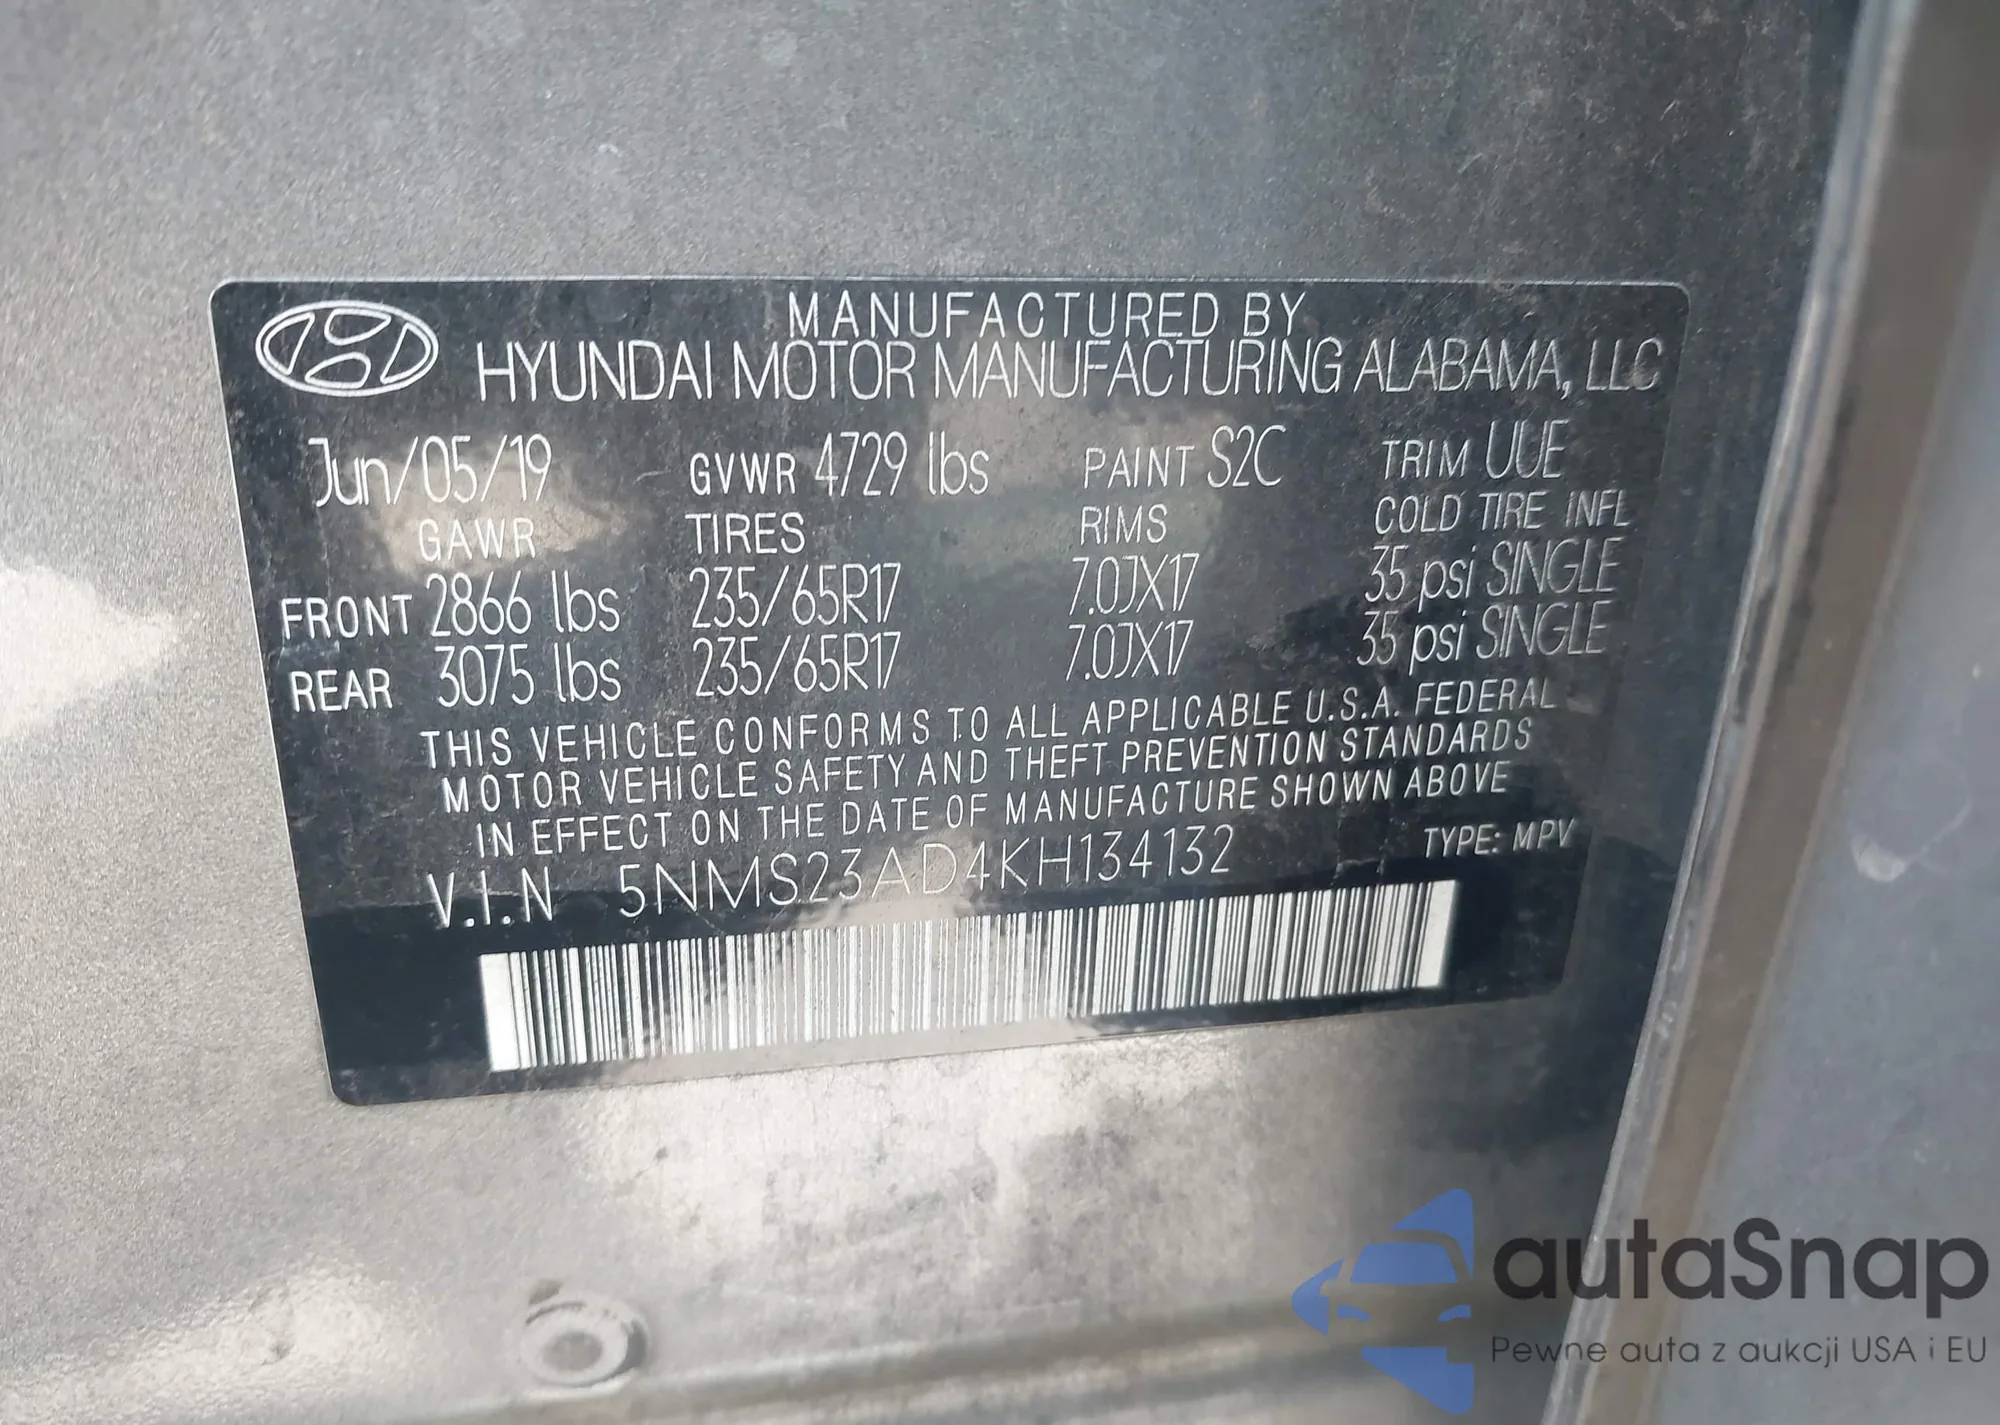 MANUFACTURED BY
HYUNDAI MOTOR MANUFACTURING ALABAMA, LLC
Jun/05/19 GVWR 4729 lbs PAINT S2C TRIM UUE
GAWR TIRES RIMS COLD TIRE INFL
FRONT 2866 lbs 235/65R17 7.0JX17 35 psi SINGLE
REAR 3075 lbs 235/65R17 7.0JX17 35 psi SINGLE
THIS VEHICLE CONFORMS TO ALL APPLICABLE U.S.A. FEDERAL
MOTOR VEHICLE SAFETY AND THEFT PREVENTION STANDARDS
IN EFFECT ON THE DATE OF MANUFACTURE SHOWN ABOVE
V.I.N 5NMS23AD4KH134132 TYPE: MPV
autaSnap
Pewne auta z aukcji USA i EU